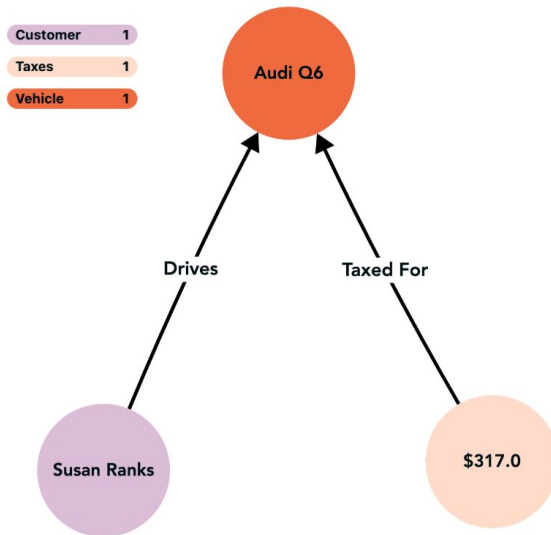 Customer 1
Taxes 1
Vehicle 1
Audi Q6
Drives
Taxed For
Susan Ranks
$317.0